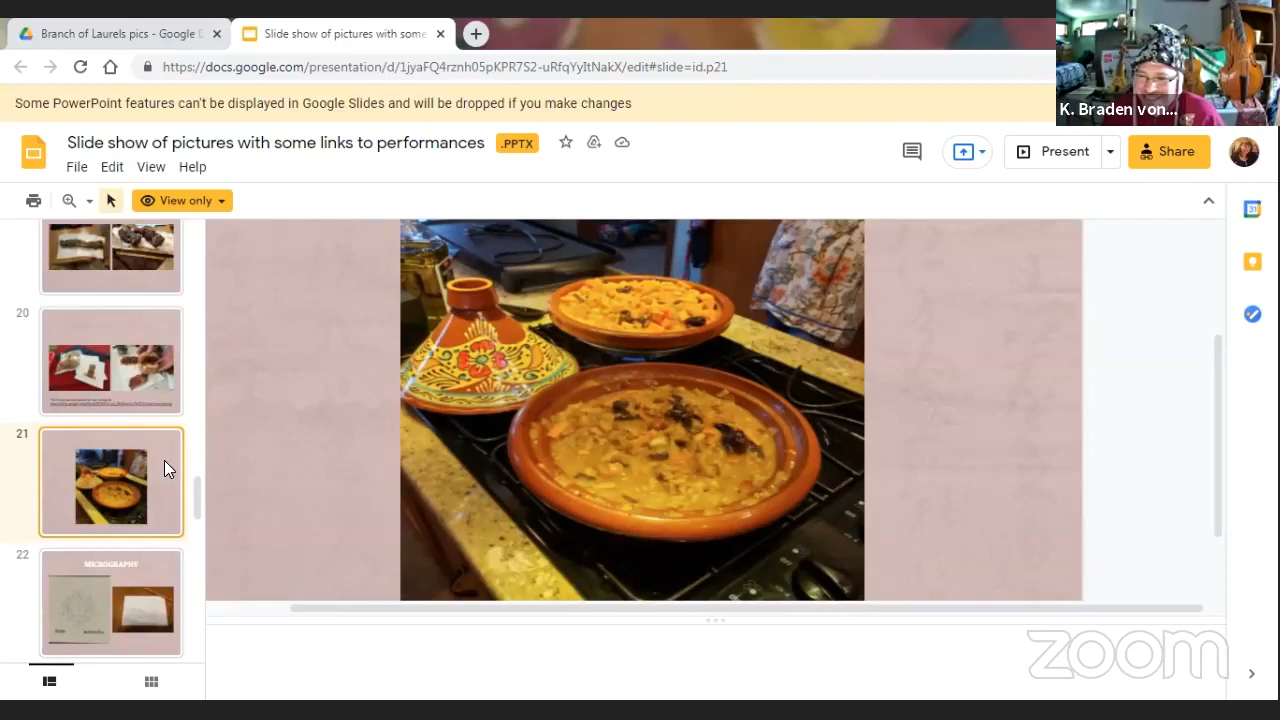 Branch of Laurels pics - Google D
Slide show of pictures with some
https://docs.google.com/presentation/d/1jyaFQ4rznh05pKPR7S2-uRfqYyItNakX/edit#slide=id.p21
Some PowerPoint features can't be displayed in Google Slides and will be dropped if you make changes
K. Braden von...
Slide show of pictures with some links to performances
.PPTX
File Edit View Help
Present
Share
View only
31
20
21
22
MICROGRAPHY
zoom